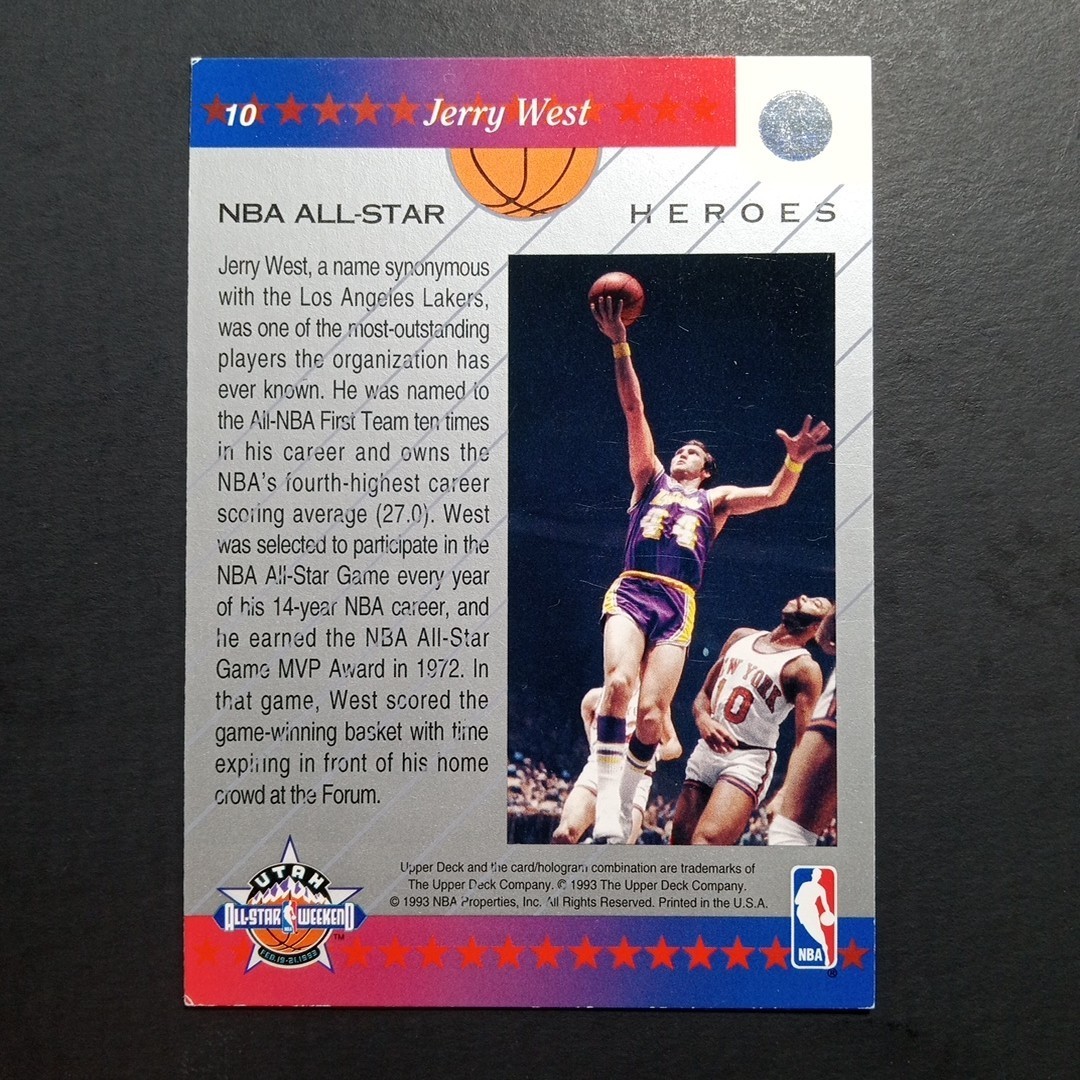 10 Jerry West
NBA ALL-STAR HEROES
Jerry West, a name synonymous
with the Los Angeles Lakers,
was one of the most-outstanding
players the organization has
ever known. He was named to
the All-NBA First Team ten times
in his career and owns the
NBA's fourth-highest career
scoring average (27.0). West
was selected to participate in the
NBA All-Star Game every year
of his 14-year NBA career, and
he earned the NBA All-Star
Game MVP Award in 1972. In
that game, West scored the
game-winning basket with time
expiring in front of his home
crowd at the Forum.
Lakers
44
NEW YORK
10
UTAH
ALL-STAR NBA WEEKEND
TM
FEB. 19-21, 1993
Upper Deck and the card/hologram combination are trademarks of
The Upper Deck Company. © 1993 The Upper Deck Company.
© 1993 NBA Properties, Inc. All Rights Reserved. Printed in the U.S.A.
NBA
®